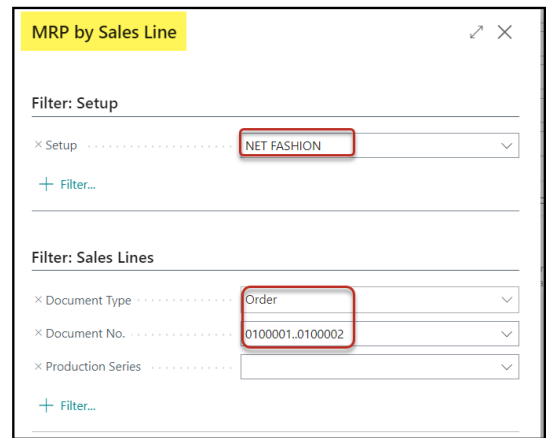 MRP by Sales Line
Filter: Setup
× Setup NET FASHION
+ Filter...
Filter: Sales Lines
× Document Type Order
× Document No. 0100001..0100002
× Production Series
+ Filter...